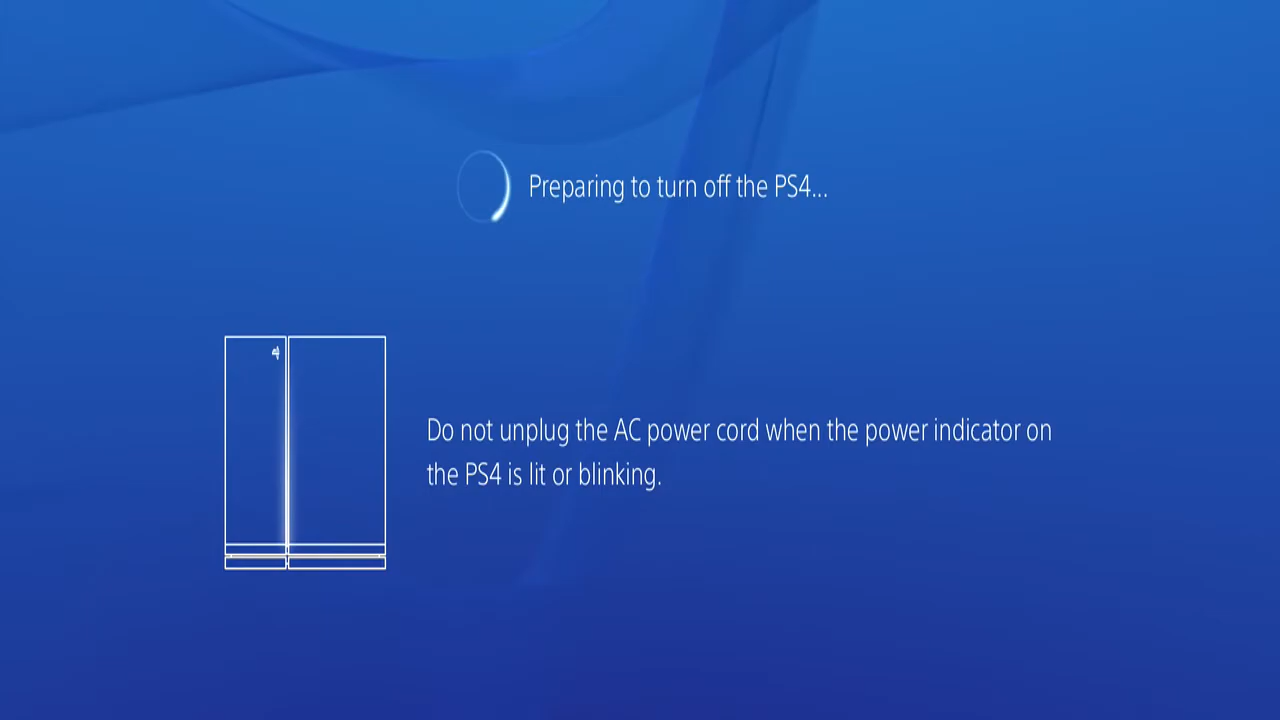 Preparing to turn off the PS4...
Do not unplug the AC power cord when the power indicator on
the PS4 is lit or blinking.